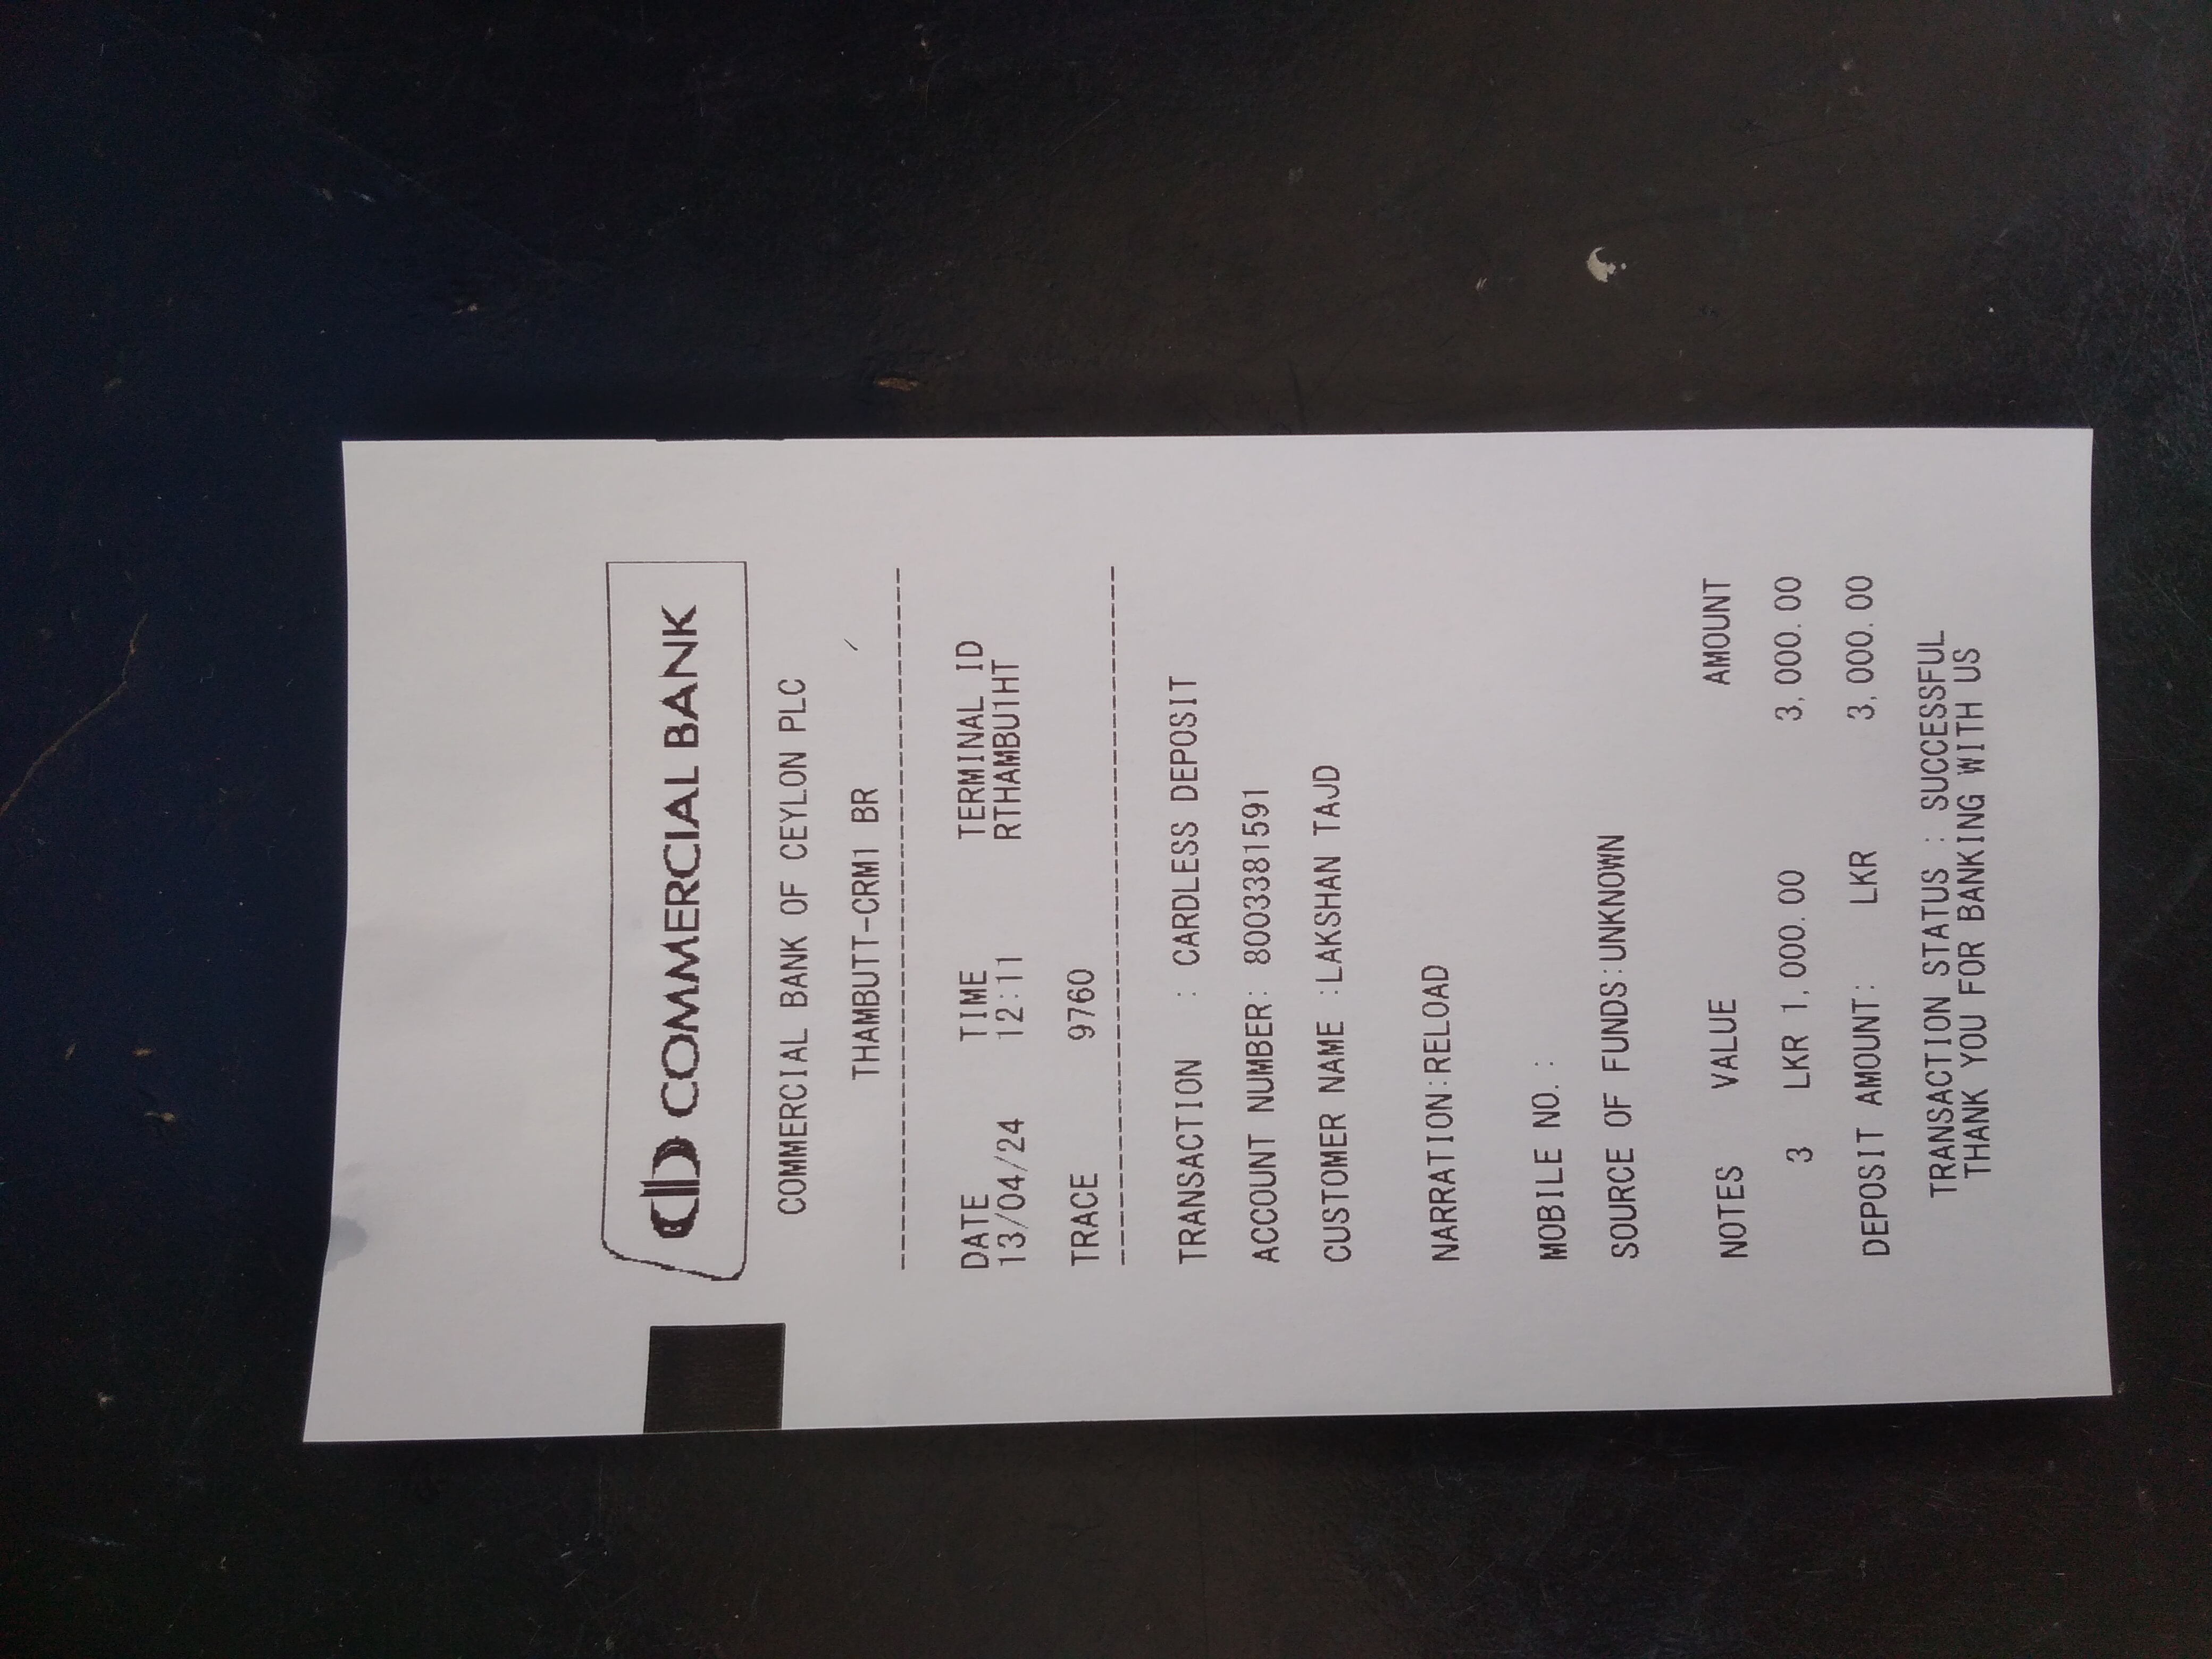 COMMERCIAL BANK
COMMERCIAL BANK OF CEYLON PLC
THAMBUTT-CRM1 BR
DATE TIME TERMINAL ID
13/04/24 12:11 RTHAMBU1HT
TRACE 9760
TRANSACTION : CARDLESS DEPOSIT
ACCOUNT NUMBER: 8003381591
CUSTOMER NAME :LAKSHAN TAJD
NARRATION:RELOAD
MOBILE NO. :
SOURCE OF FUNDS:UNKNOWN
NOTES VALUE AMOUNT
3 LKR 1,000.00 3,000.00
DEPOSIT AMOUNT: LKR 3,000.00
TRANSACTION STATUS : SUCCESSFUL
THANK YOU FOR BANKING WITH US